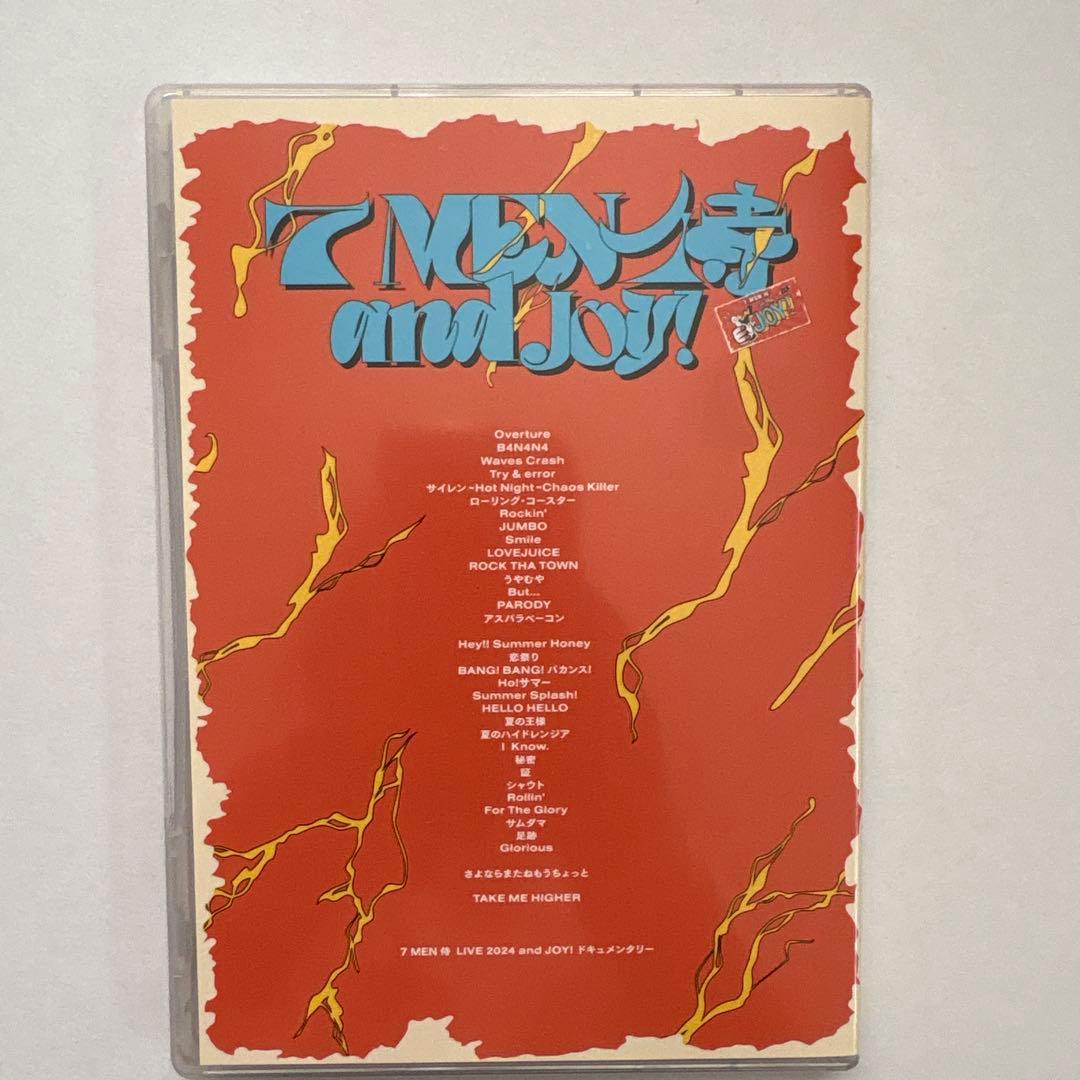 7 MEN 侍
and JOY!
JOY!!
Overture
B4N4N4
Waves Crash
Try & error
サイレン~Hot Night~Chaos Killer
ローリング・コースター
Rockin'
JUMBO
Smile
LOVEJUICE
ROCK THA TOWN
うやむや
But...
PARODY
アスパラベーコン
Hey!! Summer Honey
恋祭り
BANG! BANG! バカンス!
Ho!サマー
Summer Splash!
HELLO HELLO
夏の王様
夏のハイドレンジア
I Know.
秘密
証
シャウト
Rollin'
For The Glory
サムダマ
足跡
Glorious
さよならまたねもうちょっと
TAKE ME HIGHER
7 MEN 侍 LIVE 2024 and JOY! ドキュメンタリー